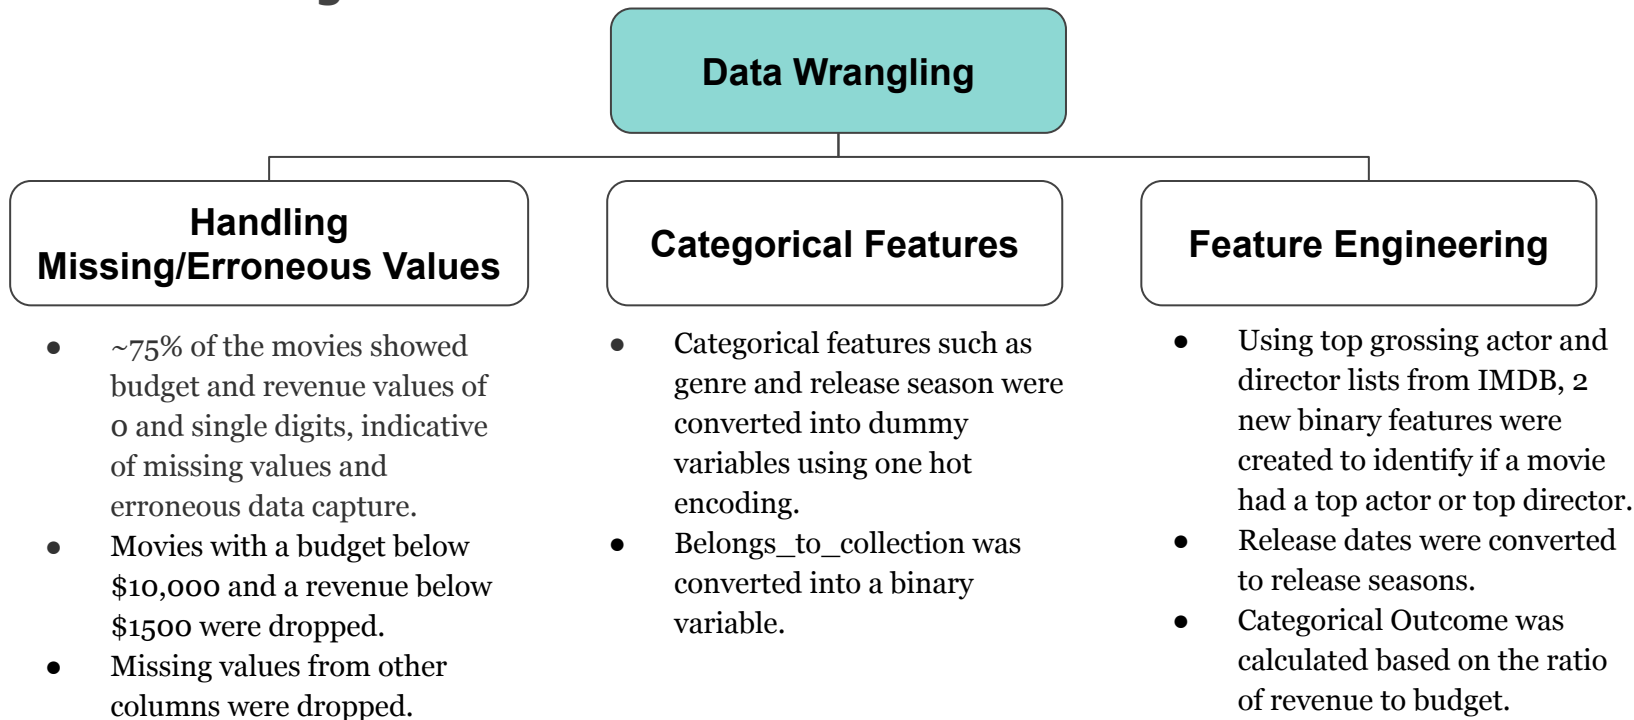 Data Wrangling
Handling
Missing/Erroneous Values
● ~75% of the movies showed
budget and revenue values of
0 and single digits, indicative
of missing values and
erroneous data capture.
● Movies with a budget below
$10,000 and a revenue below
$1500 were dropped.
● Missing values from other
columns were dropped.
Categorical Features
● Categorical features such as
genre and release season were
converted into dummy
variables using one hot
encoding.
● Belongs_to_collection was
converted into a binary
variable.
Feature Engineering
● Using top grossing actor and
director lists from IMDB, 2
new binary features were
created to identify if a movie
had a top actor or top director.
● Release dates were converted
to release seasons.
● Categorical Outcome was
calculated based on the ratio
of revenue to budget.